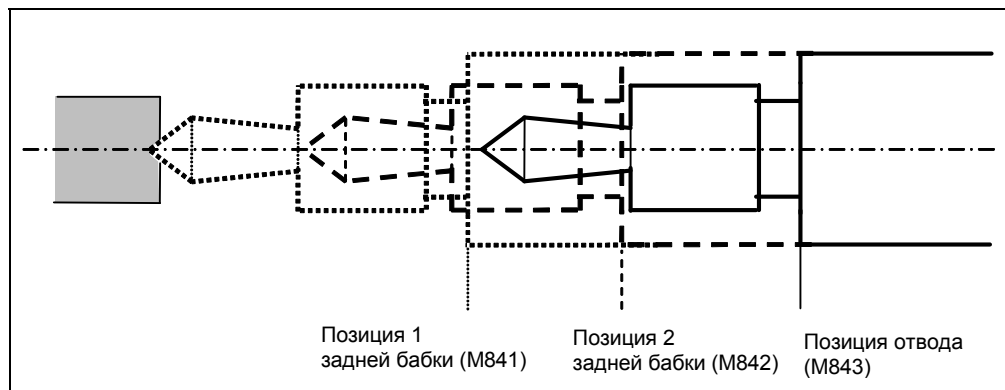 Позиция 1
задней бабки (M841)
Позиция 2
задней бабки (M842)
Позиция отвода
(M843)